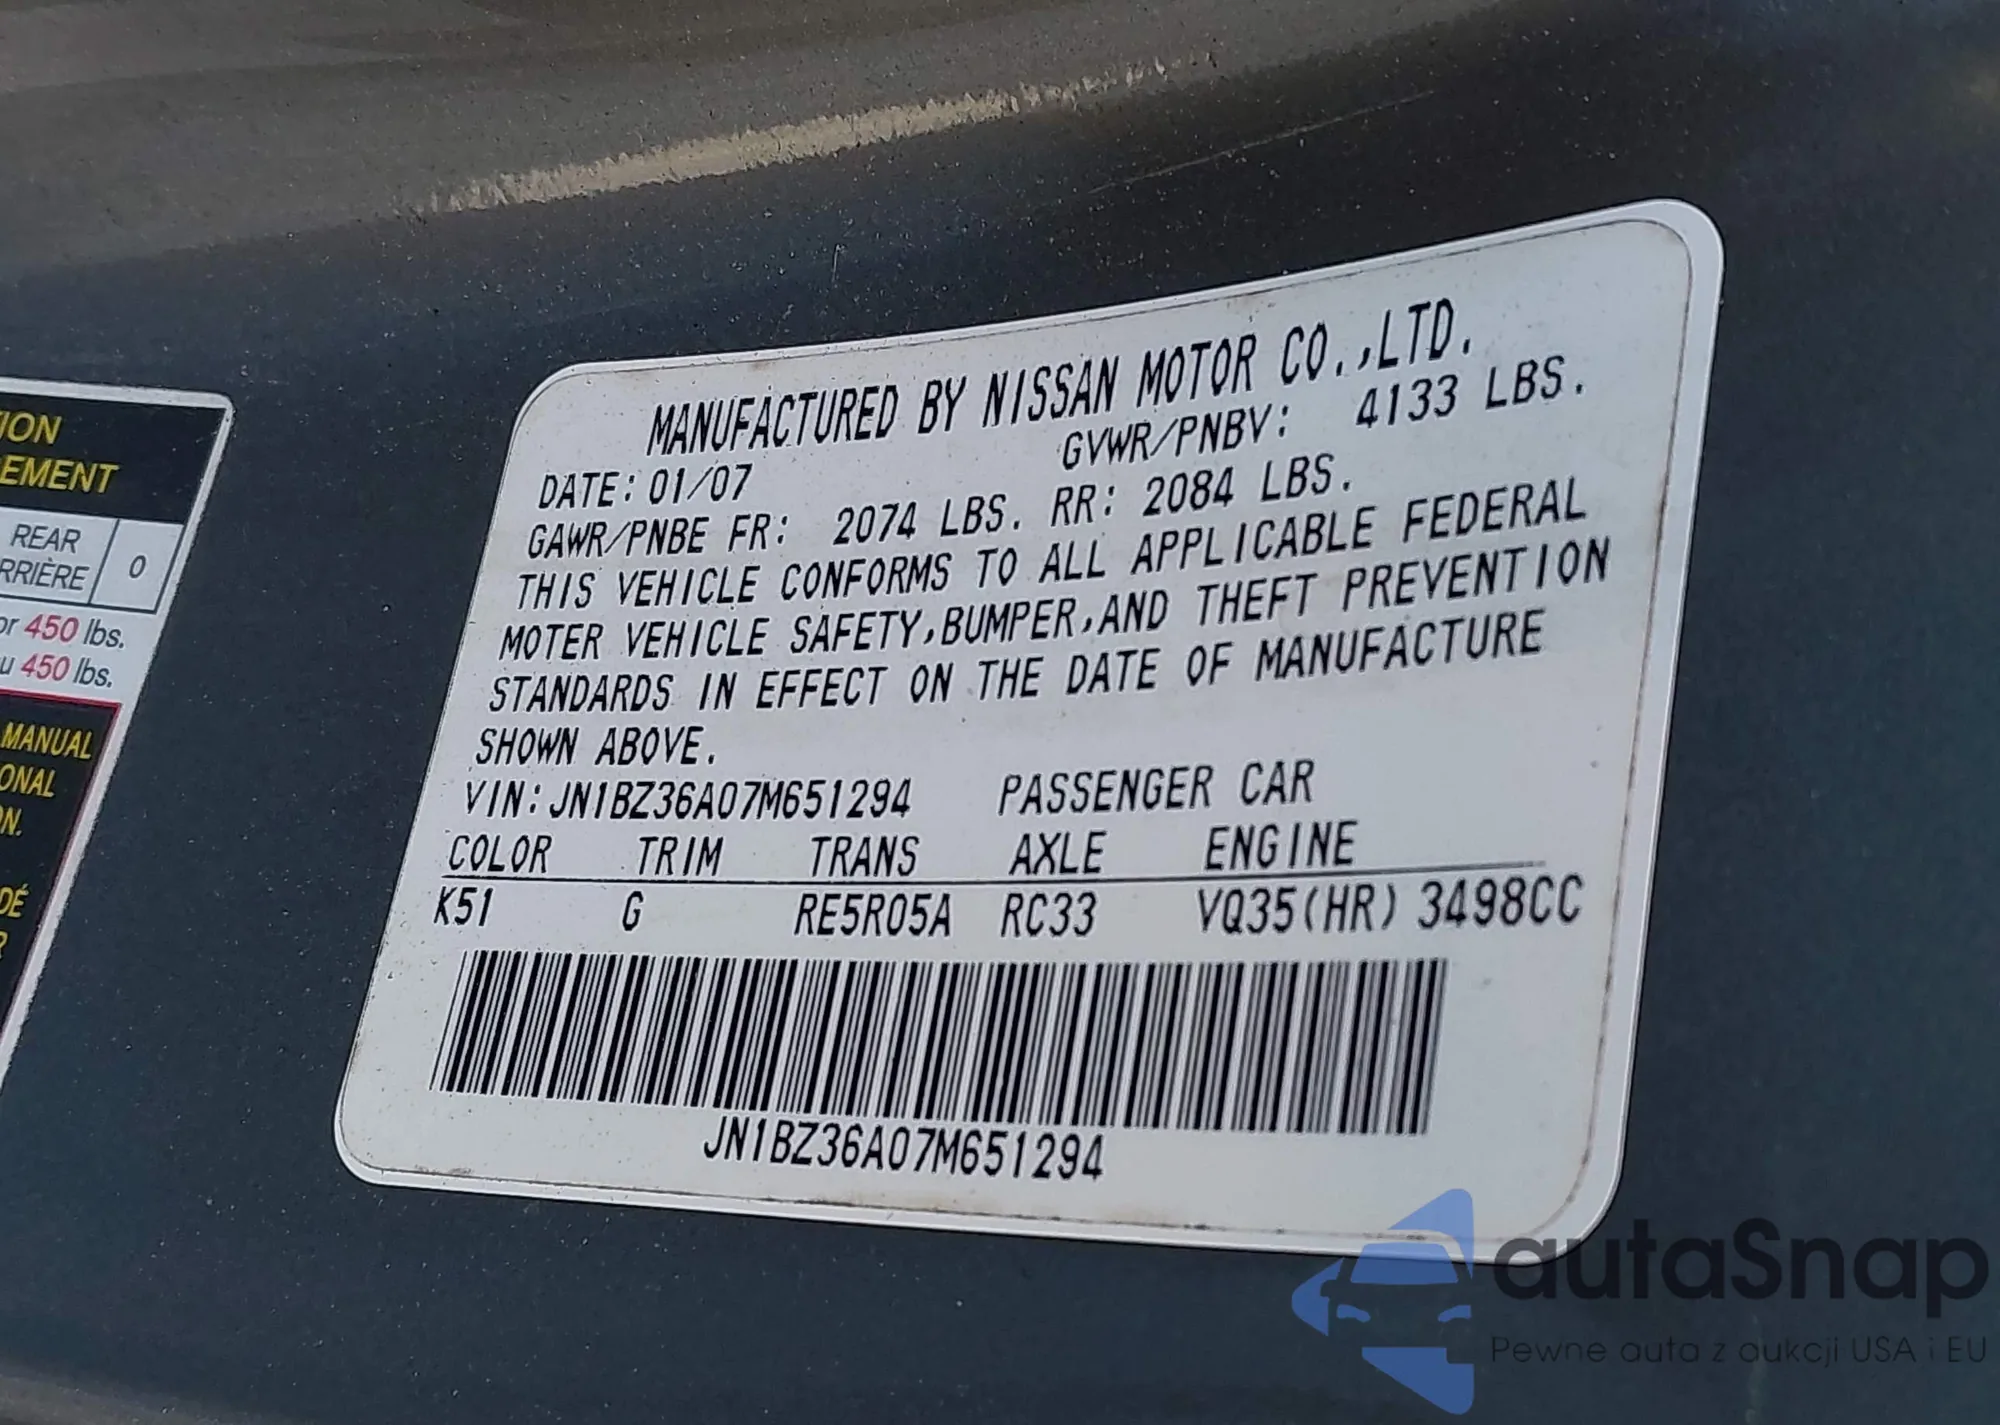 MANUFACTURED BY NISSAN MOTOR CO.,LTD.
DATE: 01/07 GVWR/PNBV: 4133 LBS.
GAWR/PNBE FR: 2074 LBS. RR: 2084 LBS.
THIS VEHICLE CONFORMS TO ALL APPLICABLE FEDERAL
MOTER VEHICLE SAFETY,BUMPER,AND THEFT PREVENTION
STANDARDS IN EFFECT ON THE DATE OF MANUFACTURE
SHOWN ABOVE.
VIN:JN1BZ36A07M651294 PASSENGER CAR
COLOR TRIM TRANS AXLE ENGINE
K51 G RE5R05A RC33 VQ35(HR) 3498CC
JN1BZ36A07M651294
REAR
0
450 lbs.
450 lbs.
MANUAL
autaSnap
Pewne auta z aukcji USA i EU